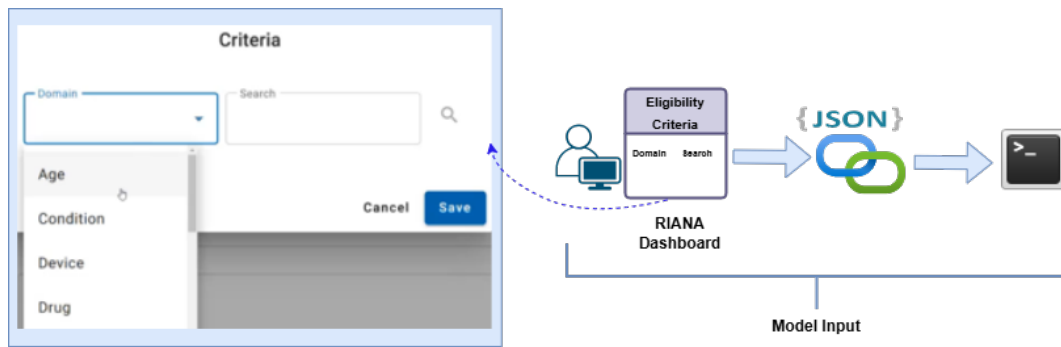 Criteria
Domain
Search
Age
Condition
Device
Drug
Cancel
Save
Eligibility
Criteria
Domain
Search
RIANA
Dashboard
{JSON}
>_
Model Input